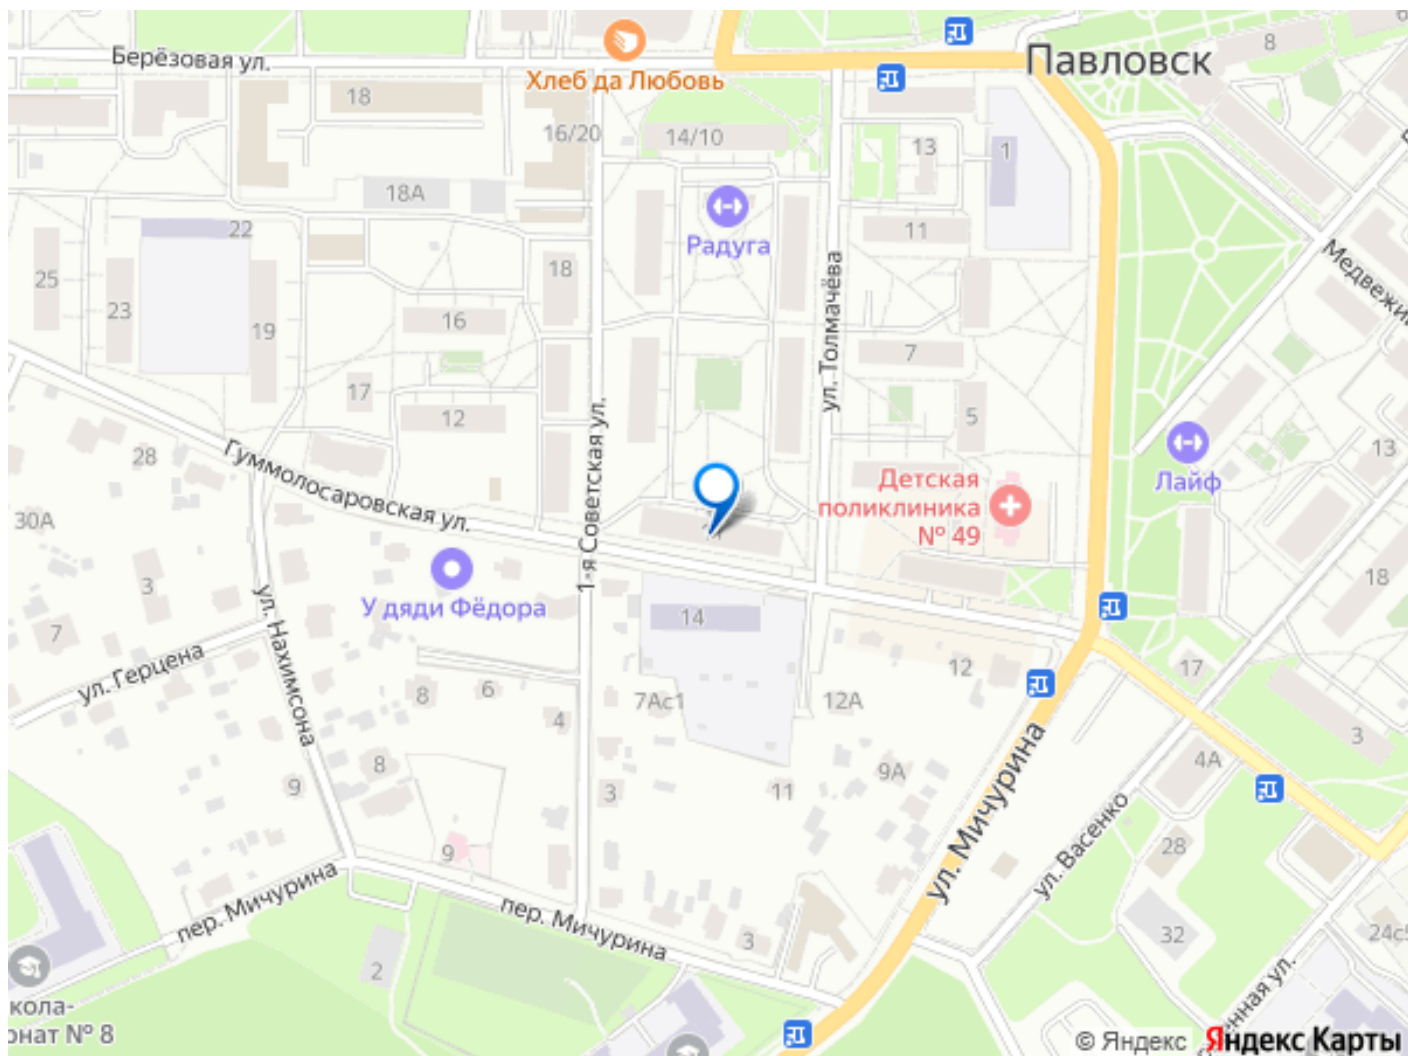 Берёзовая ул.
Хлеб да Любовь
Павловск
8
18
16/20
14/10
13
1
18А
22
Радуга
11
25
23
19
18
16
7
Медвежий
ул. Толмачёва
17
12
5
28
Гуммолосаровская ул.
1-я Советская ул.
Лайф
13
Детская
поликлиника
№ 49
30А
3
7
У дяди Фёдора
14
18
ул. Герцена
ул. Нахимсона
8
6
4
7Ас1
12А
12
17
3
4А
9
8
3
11
9А
ул. Мичурина
ул. Васенко
28
9
пер. Мичурина
пер. Мичурина
3
2
32
24с5
кола-
онат № 8
© Яндекс
Яндекс Карты